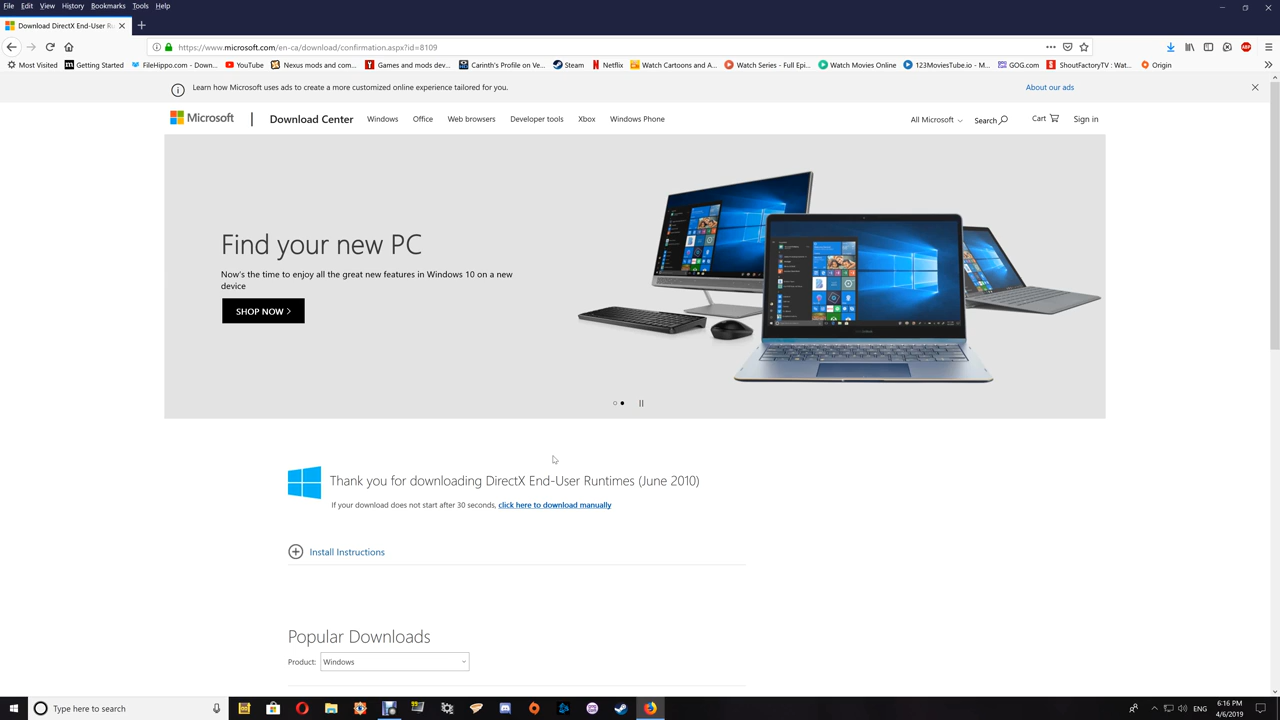 File Edit View History Bookmarks Tools Help
Download DirectX End-User Ru
https://www.microsoft.com/en-ca/download/confirmation.aspx?id=8109
Most Visited Getting Started FileHippo.com - Down... YouTube Nexus mods and com... Games and mods dev... Carinth's Profile on Ve... Steam Netflix Watch Cartoons and A... Watch Series - Full Epi... Watch Movies Online 123MoviesTube.io - M... GOG.com ShoutFactoryTV : Wat... Origin
Learn how Microsoft uses ads to create a more customized online experience tailored for you. About our ads
Microsoft Download Center Windows Office Web browsers Developer tools Xbox Windows Phone All Microsoft Search Cart Sign in
Find your new PC
Now's the time to enjoy all the great new features in Windows 10 on a new
device
SHOP NOW
Thank you for downloading DirectX End-User Runtimes (June 2010)
If your download does not start after 30 seconds, click here to download manually
Install Instructions
Popular Downloads
Product: Windows
Type here to search
ENG
6:16 PM
4/6/2019